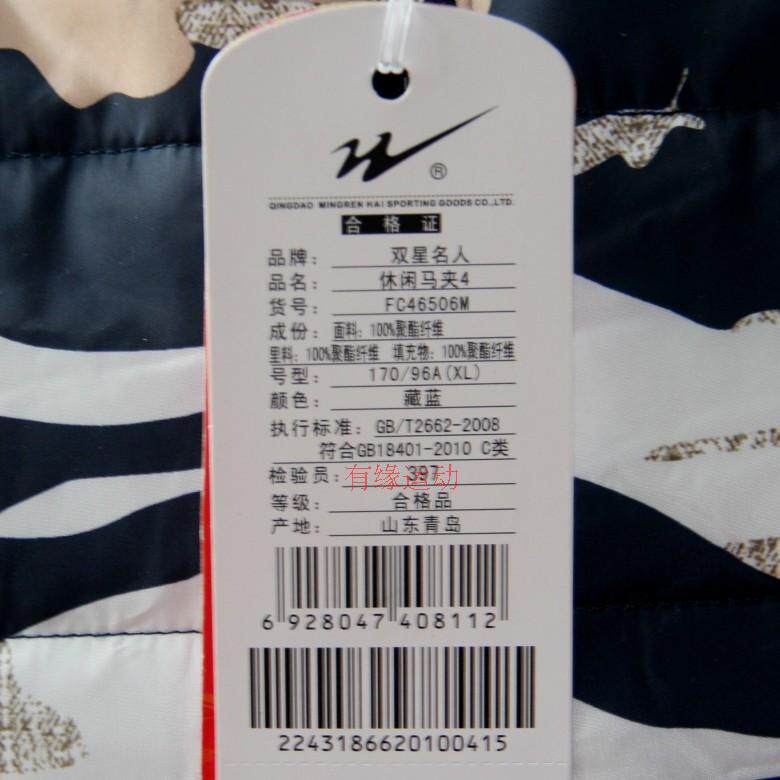 ®
QINGDAO MINGREN HAI SPORTING GOODS CO.,LTD.
合格证
品牌： 双星名人
品名： 休闲马夹4
货号： FC46506M
成份： 面料：100%聚酯纤维
里料：100%聚酯纤维 填充物：100%聚酯纤维
号型： 170/96A(XL)
颜色： 藏蓝
执行标准： GB/T2662-2008
符合GB18401-2010 C类
检验员： 397
有缘运动
等级： 合格品
产地： 山东青岛
6 928047 408112
2243186620100415